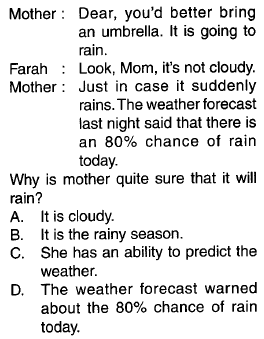 Mother : Dear, you'd better bring
an umbrella. It is going to
rain.
Farah : Look, Mom, it's not cloudy.
Mother : Just in case it suddenly
rains. The weather forecast
last night said that there is
an 80% chance of rain
today.
Why is mother quite sure that it will
rain?
A. It is cloudy.
B. It is the rainy season.
C. She has an ability to predict the
weather.
D. The weather forecast warned
about the 80% chance of rain
today.